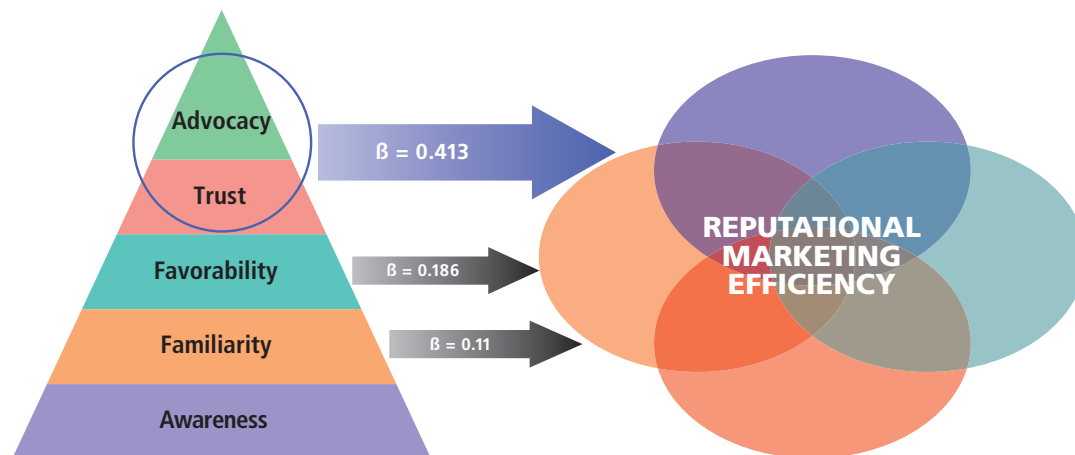 Advocacy
ß = 0.413
Trust
REPUTATIONAL
MARKETING
EFFICIENCY
Favorability
ß = 0.186
Familiarity
ß = 0.11
Awareness